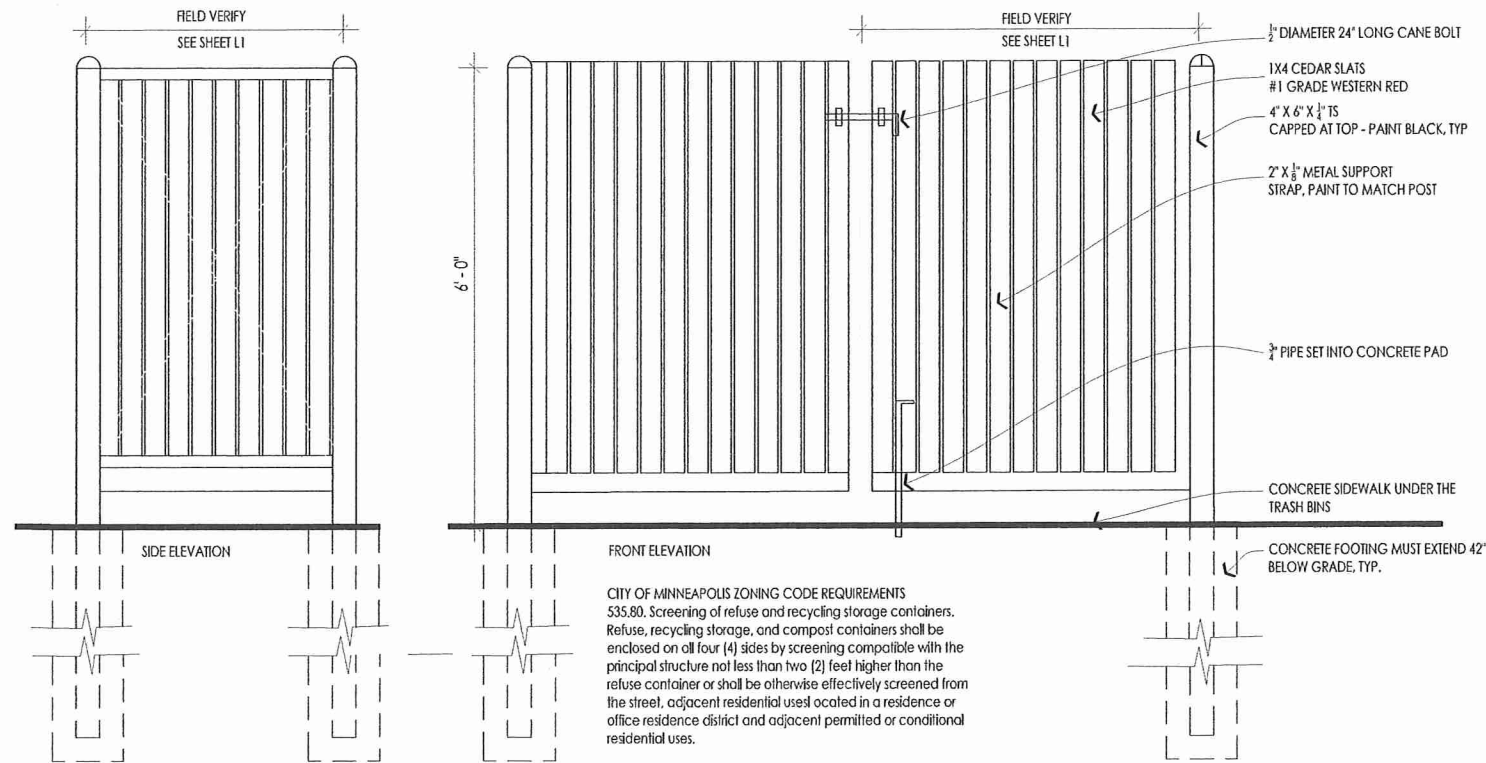 FIELD VERIFY
SEE SHEET L1
FIELD VERIFY
SEE SHEET L1
6' - 0"
1/2" DIAMETER 24" LONG CANE BOLT
1X4 CEDAR SLATS
#1 GRADE WESTERN RED
4" X 6" X 1/4" TS
CAPPED AT TOP - PAINT BLACK, TYP
2" X 1/8" METAL SUPPORT
STRAP, PAINT TO MATCH POST
3/4" PIPE SET INTO CONCRETE PAD
CONCRETE SIDEWALK UNDER THE
TRASH BINS
CONCRETE FOOTING MUST EXTEND 42"
BELOW GRADE, TYP.
SIDE ELEVATION
FRONT ELEVATION
CITY OF MINNEAPOLIS ZONING CODE REQUIREMENTS
535.80. Screening of refuse and recycling storage containers.
Refuse, recycling storage, and compost containers shall be
enclosed on all four (4) sides by screening compatible with the
principal structure not less than two (2) feet higher than the
refuse container or shall be otherwise effectively screened from
the street, adjacent residential usesl ocated in a residence or
office residence district and adjacent permitted or conditional
residential uses.